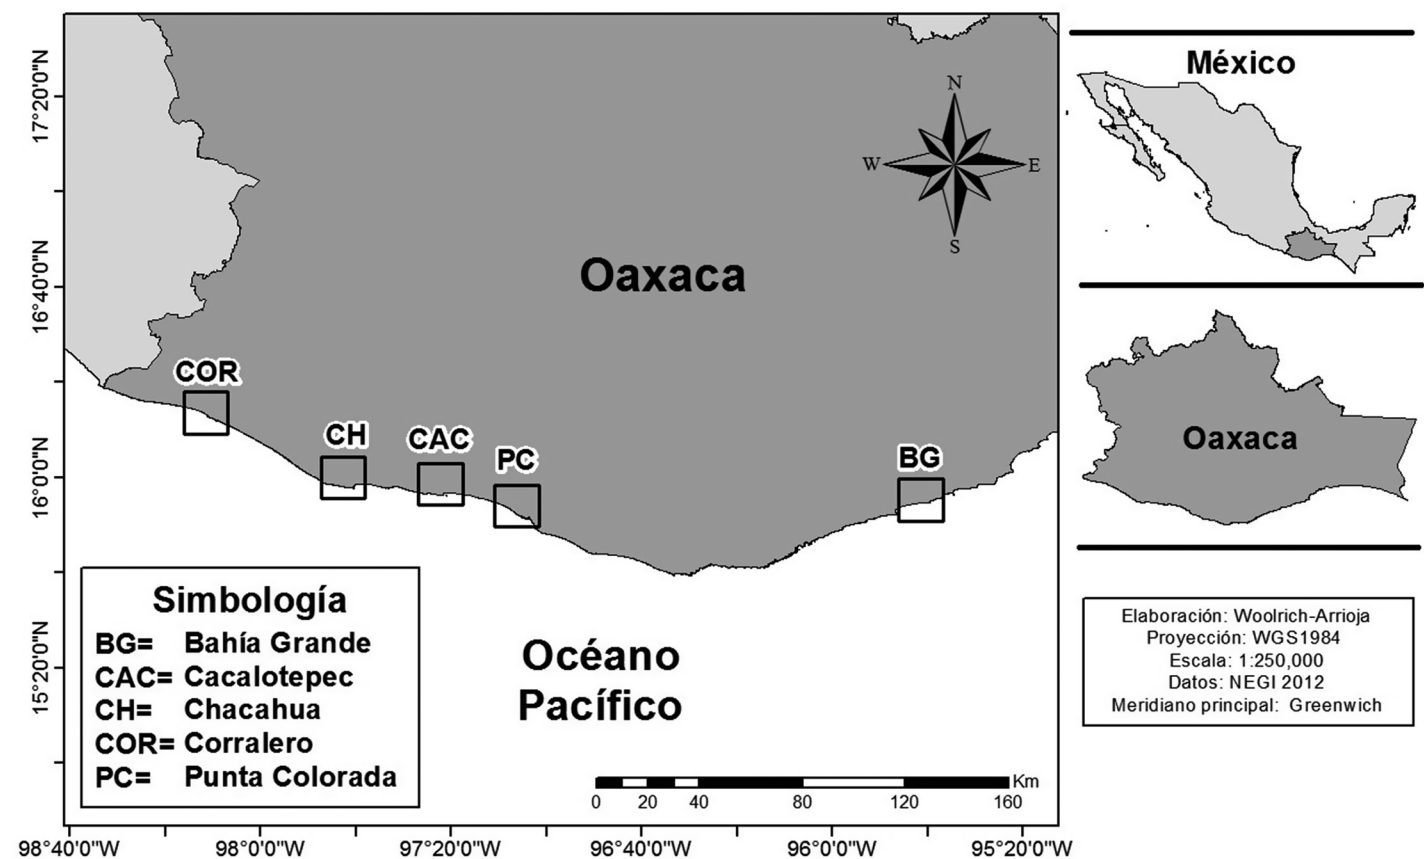 17°20'0"N
16°40'0"N
16°0'0"N
15°20'0"N
N
W
E
S
Oaxaca
COR
CH
CAC
PC
BG
Simbología
BG= Bahía Grande
CAC= Cacalotepec
CH= Chacahua
COR= Corralero
PC= Punta Colorada
Océano
Pacífico
Km
0 20 40 80 120 160
98°40'0"W 98°0'0"W 97°20'0"W 96°40'0"W 96°0'0"W 95°20'0"W
México
Oaxaca
Elaboración: Woolrich-Arrioja
Proyección: WGS1984
Escala: 1:250,000
Datos: NEGI 2012
Meridiano principal: Greenwich